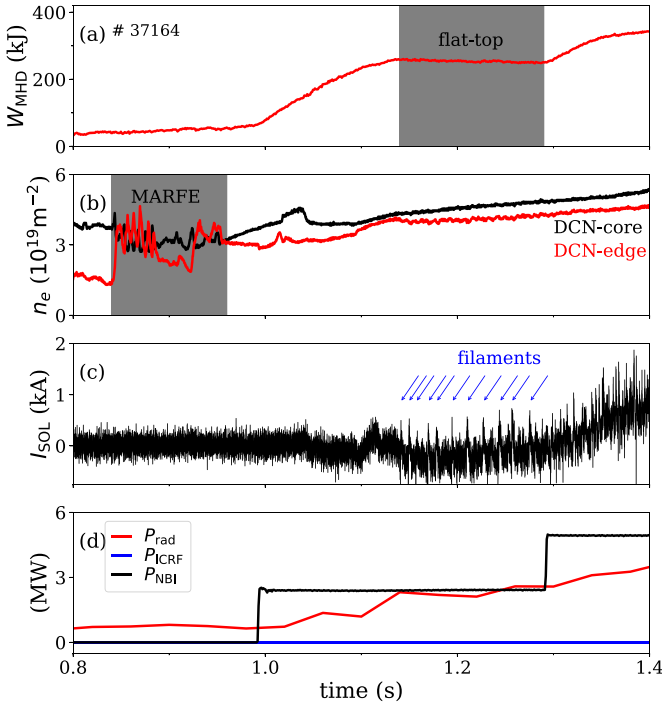 (a) # 37164
flat-top
400
200
0
W_MHD (kJ)
(b)
MARFE
DCN-core
DCN-edge
6
3
0
n_e (10^19 m^-2)
(c)
filaments
2
1
0
I_SOL (kA)
(d)
P_rad
P_ICRF
P_NBI
6
3
0
(MW)
0.8 1.0 1.2 1.4
time (s)